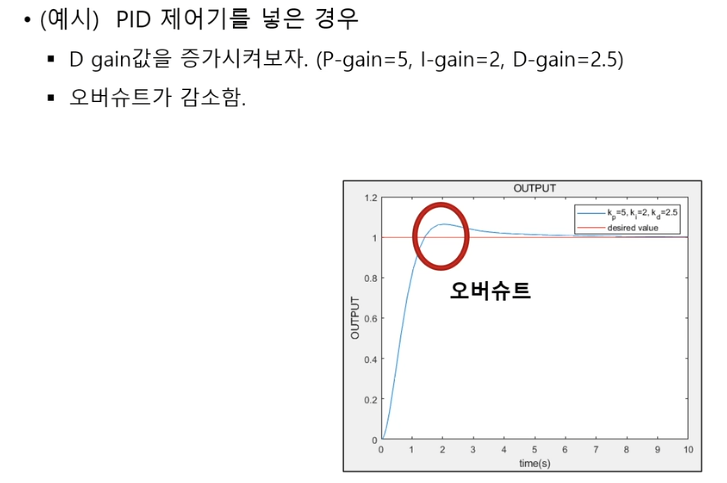 • (예시) PID 제어기를 넣은 경우
▪ D gain값을 증가시켜보자. (P-gain=5, I-gain=2, D-gain=2.5)
▪ 오버슈트가 감소함.
OUTPUT
1.2
1
0.8
0.6
0.4
0.2
0
OUTPUT
k_p=5, k_i=2, k_d=2.5
desired value
오버슈트
0 1 2 3 4 5 6 7 8 9 10
time(s)